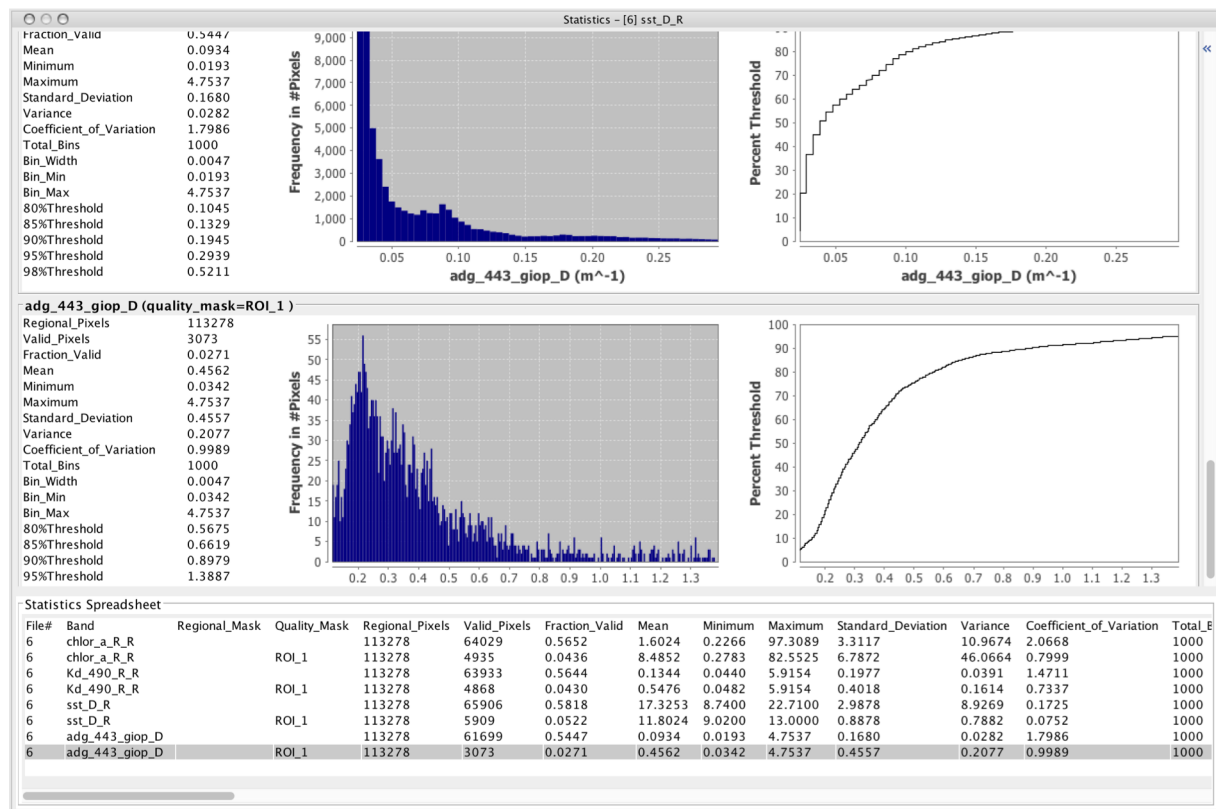 Statistics - [6] sst_D_R
«
Fraction_Valid 0.5447
Mean 0.0934
Minimum 0.0193
Maximum 4.7537
Standard_Deviation 0.1680
Variance 0.0282
Coefficient_of_Variation 1.7986
Total_Bins 1000
Bin_Width 0.0047
Bin_Min 0.0193
Bin_Max 4.7537
80%Threshold 0.1045
85%Threshold 0.1329
90%Threshold 0.1945
95%Threshold 0.2939
98%Threshold 0.5211
Frequency in #Pixels
9,000
8,000
7,000
6,000
5,000
4,000
3,000
2,000
1,000
0
0.05 0.10 0.15 0.20 0.25
adg_443_giop_D (m^-1)
Percent Threshold
80
70
60
50
40
30
20
10
0
0.05 0.10 0.15 0.20 0.25
adg_443_giop_D (m^-1)
adg_443_giop_D (quality_mask=ROI_1 )
Regional_Pixels 113278
Valid_Pixels 3073
Fraction_Valid 0.0271
Mean 0.4562
Minimum 0.0342
Maximum 4.7537
Standard_Deviation 0.4557
Variance 0.2077
Coefficient_of_Variation 0.9989
Total_Bins 1000
Bin_Width 0.0047
Bin_Min 0.0342
Bin_Max 4.7537
80%Threshold 0.5675
85%Threshold 0.6619
90%Threshold 0.8979
95%Threshold 1.3887
Frequency in #Pixels
55
50
45
40
35
30
25
20
15
10
5
0
0.2 0.3 0.4 0.5 0.6 0.7 0.8 0.9 1.0 1.1 1.2 1.3
Percent Threshold
100
90
80
70
60
50
40
30
20
10
0
0.2 0.3 0.4 0.5 0.6 0.7 0.8 0.9 1.0 1.1 1.2 1.3
Statistics Spreadsheet
File# Band Regional_Mask Quality_Mask Regional_Pixels Valid_Pixels Fraction_Valid Mean Minimum Maximum Standard_Deviation Variance Coefficient_of_Variation Total_B
6 chlor_a_R_R 113278 64029 0.5652 1.6024 0.2266 97.3089 3.3117 10.9674 2.0668 1000
6 chlor_a_R_R ROI_1 113278 4935 0.0436 8.4852 0.2783 82.5525 6.7872 46.0664 0.7999 1000
6 Kd_490_R_R 113278 63933 0.5644 0.1344 0.0440 5.9154 0.1977 0.0391 1.4711 1000
6 Kd_490_R_R ROI_1 113278 4868 0.0430 0.5476 0.0482 5.9154 0.4018 0.1614 0.7337 1000
6 sst_D_R 113278 65906 0.5818 17.3253 8.7400 22.7100 2.9878 8.9269 0.1725 1000
6 sst_D_R ROI_1 113278 5909 0.0522 11.8024 9.0200 13.0000 0.8878 0.7882 0.0752 1000
6 adg_443_giop_D 113278 61699 0.5447 0.0934 0.0193 4.7537 0.1680 0.0282 1.7986 1000
6 adg_443_giop_D ROI_1 113278 3073 0.0271 0.4562 0.0342 4.7537 0.4557 0.2077 0.9989 1000